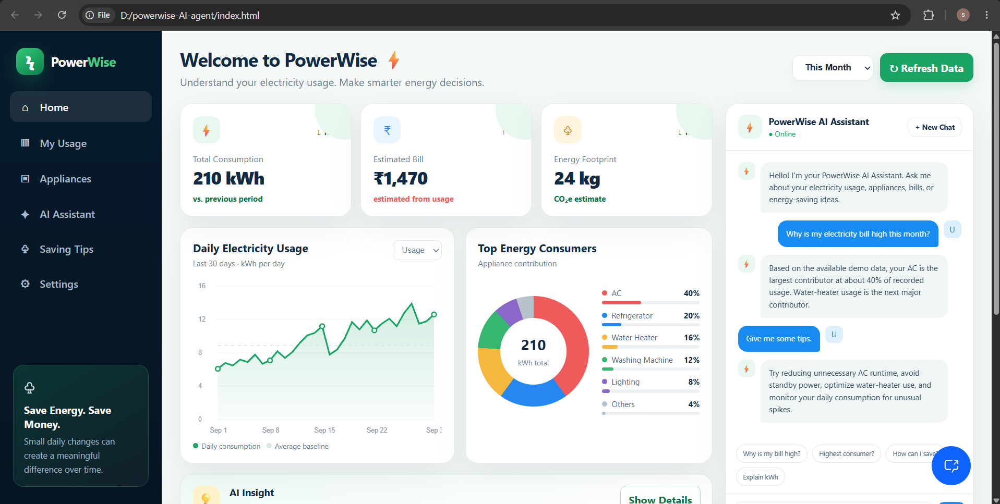 File D:/powerwise-AI-agent/index.html
S
PowerWise
Home
My Usage
Appliances
AI Assistant
Saving Tips
Settings
Save Energy. Save
Money.
Small daily changes can
create a meaningful
difference over time.
Welcome to PowerWise
Understand your electricity usage. Make smarter energy decisions.
This Month
↻ Refresh Data
↓
Total Consumption
210 kWh
vs. previous period
₹
↑
Estimated Bill
₹1,470
estimated from usage
↓
Energy Footprint
24 kg
CO₂e estimate
Daily Electricity Usage
Last 30 days · kWh per day
Usage
16
12
8
4
0
Sep 1 Sep 8 Sep 15 Sep 22 Sep
Daily consumption Average baseline
Top Energy Consumers
Appliance contribution
210
kWh total
AC 40%
Refrigerator 20%
Water Heater 16%
Washing Machine 12%
Lighting 8%
Others 4%
AI Insight
Show Details
PowerWise AI Assistant
● Online
+ New Chat
Hello! I'm your PowerWise AI Assistant. Ask me
about your electricity usage, appliances, bills, or
energy-saving ideas.
Why is my electricity bill high this month?
U
Based on the available demo data, your AC is the
largest contributor at about 40% of recorded
usage. Water-heater usage is the next major
contributor.
Give me some tips.
U
Try reducing unnecessary AC runtime, avoid
standby power, optimize water-heater use, and
monitor your daily consumption for unusual
spikes.
Why is my bill high?
Highest consumer?
How can I save?
Explain kWh